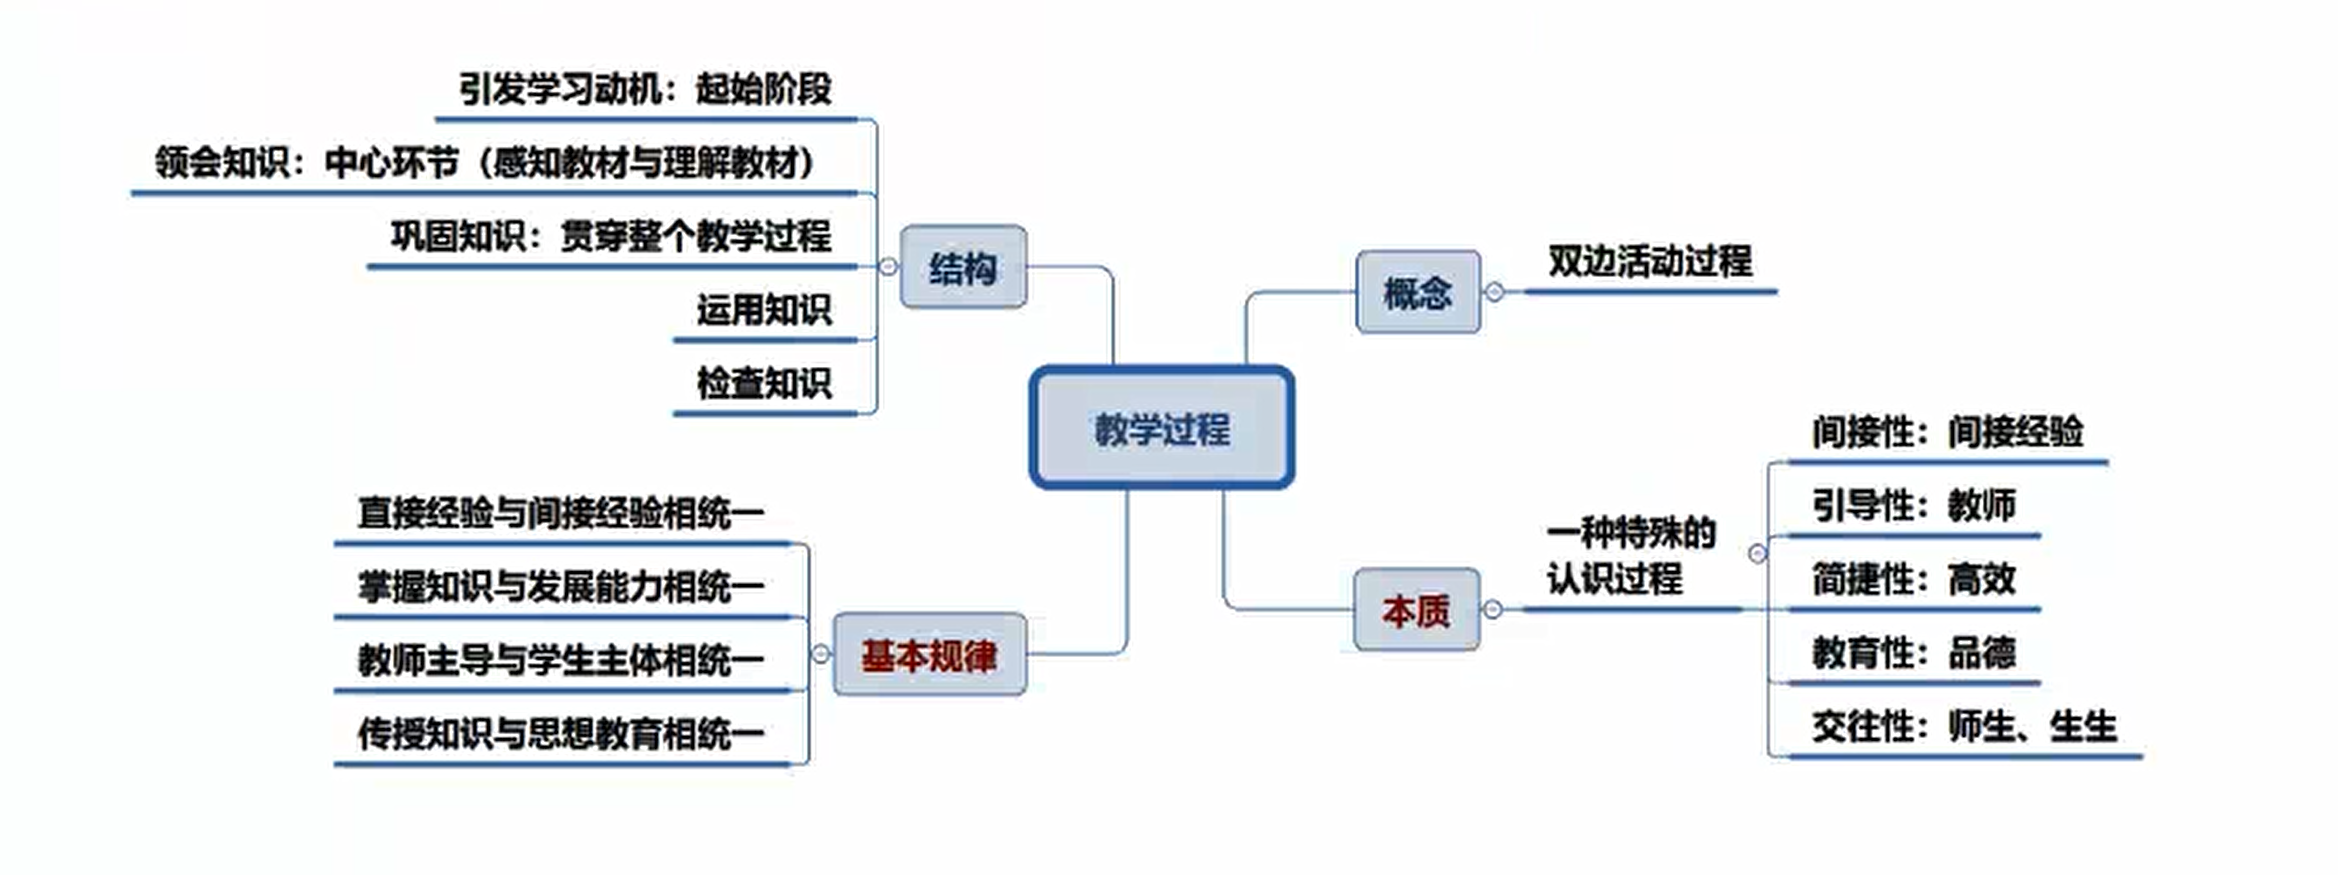 引发学习动机：起始阶段
领会知识：中心环节（感知教材与理解教材）
巩固知识：贯穿整个教学过程
运用知识
检查知识
结构
概念
双边活动过程
教学过程
直接经验与间接经验相统一
掌握知识与发展能力相统一
教师主导与学生主体相统一
传授知识与思想教育相统一
基本规律
本质
一种特殊的
认识过程
间接性：间接经验
引导性：教师
简捷性：高效
教育性：品德
交往性：师生、生生